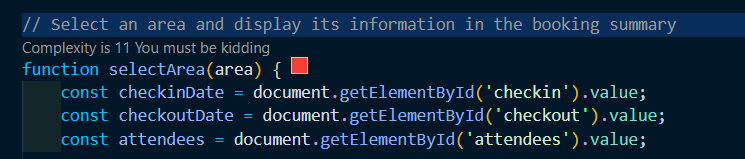 // Select an area and display its information in the booking summary
Complexity is 11 You must be kidding
function selectArea(area) {
    const checkinDate = document.getElementById('checkin').value;
    const checkoutDate = document.getElementById('checkout').value;
    const attendees = document.getElementById('attendees').value;